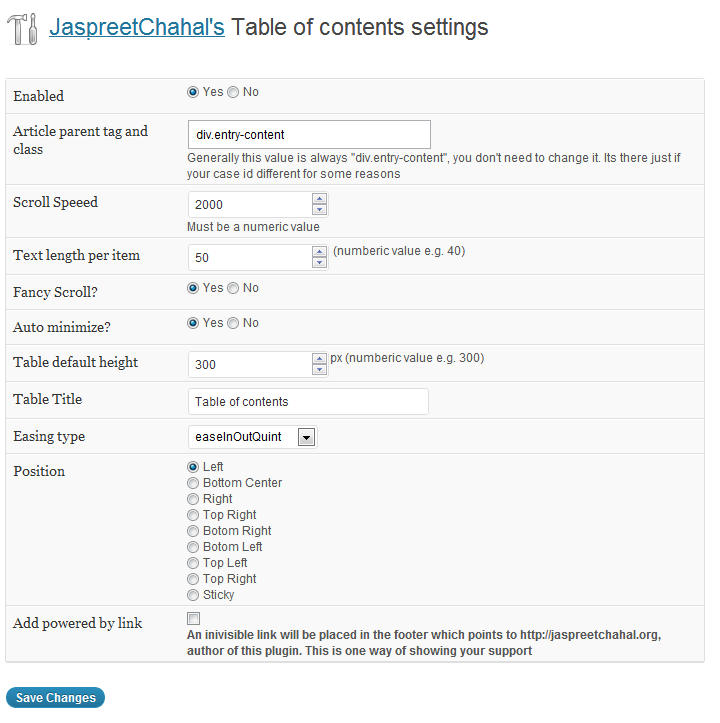 JaspreetChahal's Table of contents settings
Enabled
Yes No
Article parent tag and
class
div.entry-content
Generally this value is always "div.entry-content", you don't need to change it. Its there just if
your case id different for some reasons
Scroll Speeed
2000
Must be a numeric value
Text length per item
50
(numberic value e.g. 40)
Fancy Scroll?
Yes No
Auto minimize?
Yes No
Table default height
300
px (numberic value e.g. 300)
Table Title
Table of contents
Easing type
easeInOutQuint
Position
Left
Bottom Center
Right
Top Right
Botom Right
Botom Left
Top Left
Top Right
Sticky
Add powered by link
An inivisible link will be placed in the footer which points to http://jaspreetchahal.org,
author of this plugin. This is one way of showing your support
Save Changes